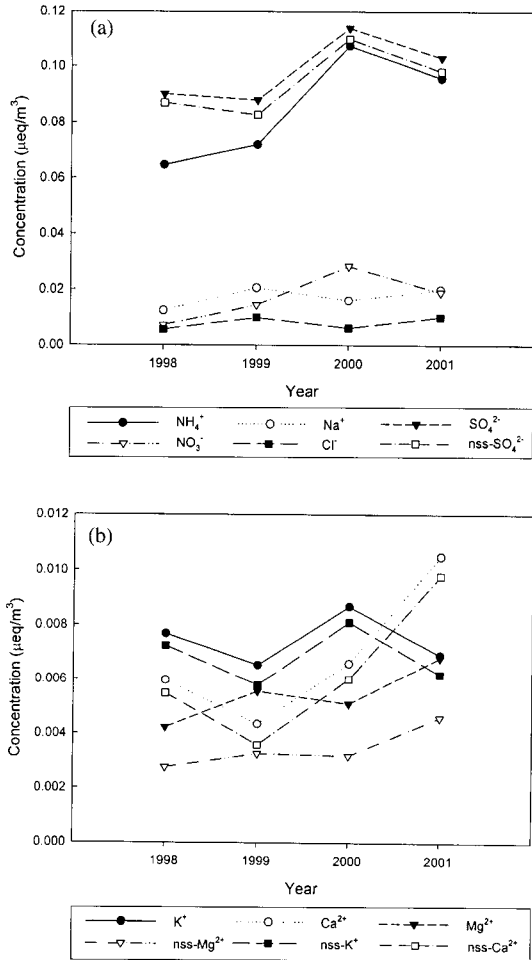 (a)
0.12
0.10
0.08
0.06
0.04
0.02
0.00
Concentration (μeq/m³)
1998 1999 2000 2001
Year
NH₄⁺ Na⁺ SO₄²⁻
NO₃⁻ Cl⁻ nss-SO₄²⁻
(b)
0.012
0.010
0.008
0.006
0.004
0.002
0.000
Concentration (μeq/m³)
1998 1999 2000 2001
Year
K⁺ Ca²⁺ Mg²⁺
nss-Mg²⁺ nss-K⁺ nss-Ca²⁺